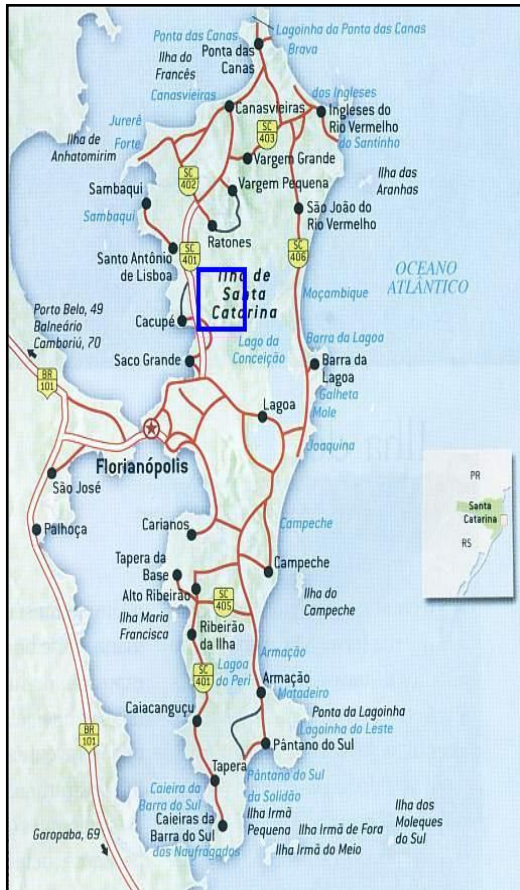 Lagoinha da Ponta das Canas
Ponta das Canas
Ponta das
Canas
Brava
Ilha do
Francês
Canasvieiras
Canasvieiras
dos Ingleses
Ingleses do
Rio Vermelho
do Santinho
SC
403
Jurerê
Forte
Ilha de
Anhatomirim
Vargem Grande
Ilha das
Aranhas
SC
402
Vargem Pequena
Sambaqui
Sambaqui
São João do
Rio Vermelho
Ratones
Santo Antônio
de Lisboa
SC
401
SC
406
OCEANO
ATLÂNTICO
Ilha de
Santa
Catarina
Moçambique
Porto Belo, 49
Balneário
Camboriú, 70
Cacupé
Lago da
Conceição
Barra da Lagoa
Saco Grande
Barra da
Lagoa
BR
101
Galheta
Mole
Lagoa
Joaquina
Florianópolis
São José
PR
Santa
Catarina
RS
Palhoça
Carianos
Campeche
Tapera da
Base
Campeche
Alto Ribeirão
Ilha do
Campeche
SC
405
Ilha Maria
Francisca
Ribeirão
da Ilha
Armação
Lagoa
do Peri
SC
401
Armação
Matadeiro
Ponta da Lagoinha
Caiacanguçu
Lagoinha do Leste
BR
101
Pântano do Sul
Tapera
Pântano do Sul
Caieira da
Barra do Sul
da Solidão
Ilha Irmã
Pequena
Ilha dos
Moleques
do Sul
Caieiras da
Barra do Sul
Ilha Irmã de Fora
Garopaba, 69
dos Naufragados
Ilha Irmã do Meio